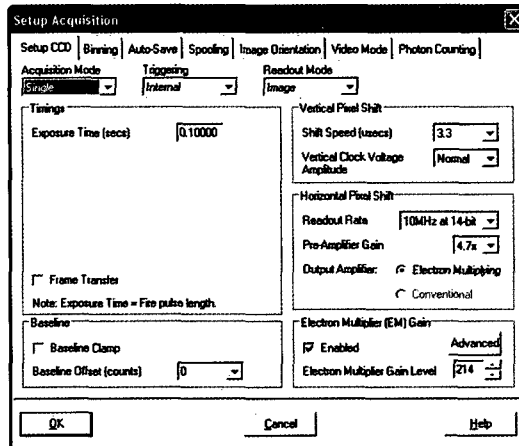 Setup Acquisition
Setup CCD Binning Auto-Save Spooling Image Orientation Video Mode Photon Counting
Acquisition Mode Triggering Readout Mode
Single Internal Image
Timings
Exposure Time (secs) 0.10000
Frame Transfer
Note: Exposure Time = Fire pulse length.
Baseline
Baseline Clamp
Baseline Offset (counts) 0
Vertical Pixel Shift
Shift Speed (usecs) 3.3
Vertical Clock Voltage Normal
Amplitude
Horizontal Pixel Shift
Readout Rate 10MHz at 14-bit
Pre-Amplifier Gain 4.7x
Output Amplifier: Electron Multiplying
Conventional
Electron Multiplier (EM) Gain
Enabled Advanced
Electron Multiplier Gain Level 214
OK Cancel Help